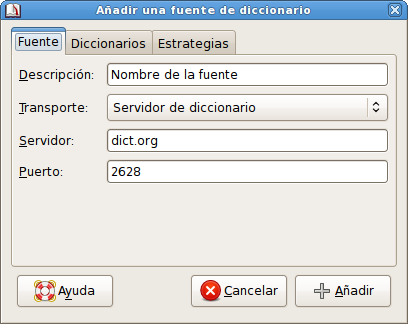 Añadir una fuente de diccionario
Fuente Diccionarios Estrategias
Descripción: Nombre de la fuente
Transporte: Servidor de diccionario
Servidor: dict.org
Puerto: 2628
Ayuda Cancelar Añadir